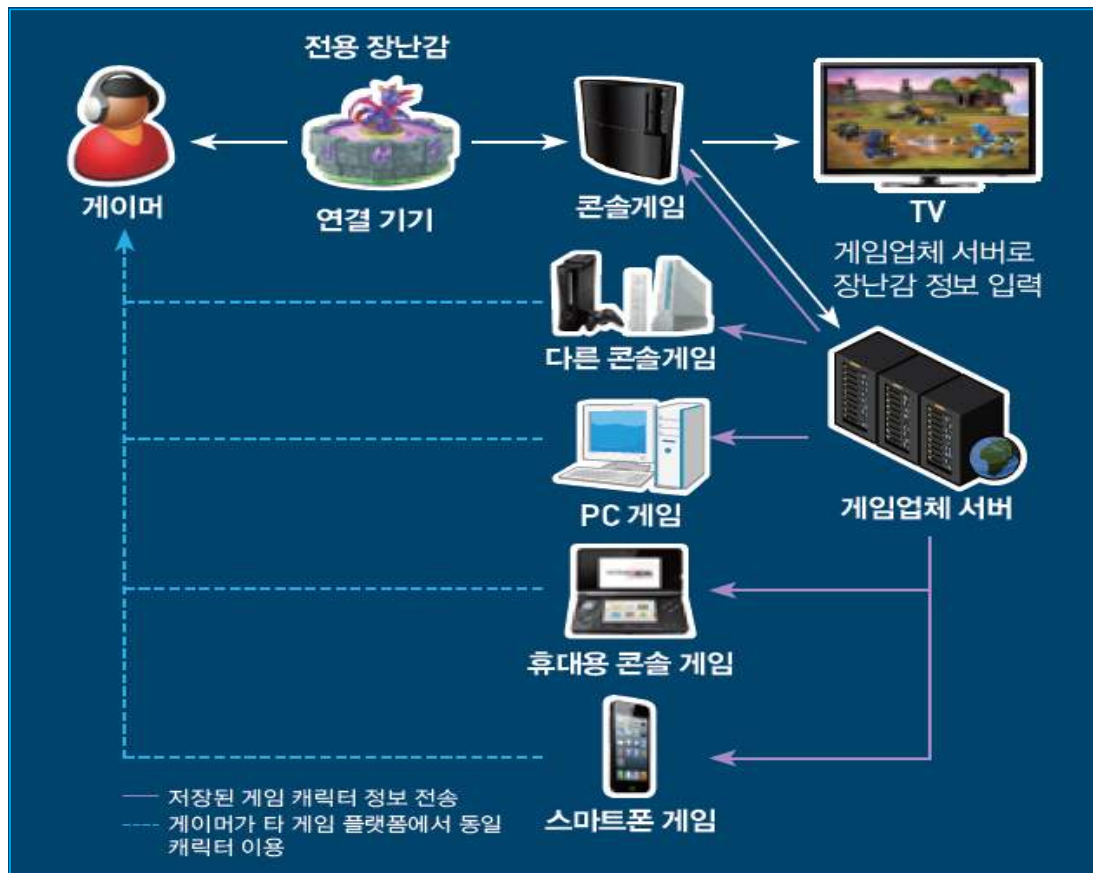 전용 장난감
게이머
연결 기기
콘솔게임
TV
게임업체 서버로
장난감 정보 입력
다른 콘솔게임
PC 게임
게임업체 서버
휴대용 콘솔 게임
스마트폰 게임
저장된 게임 캐릭터 정보 전송
게이머가 타 게임 플랫폼에서 동일
캐릭터 이용